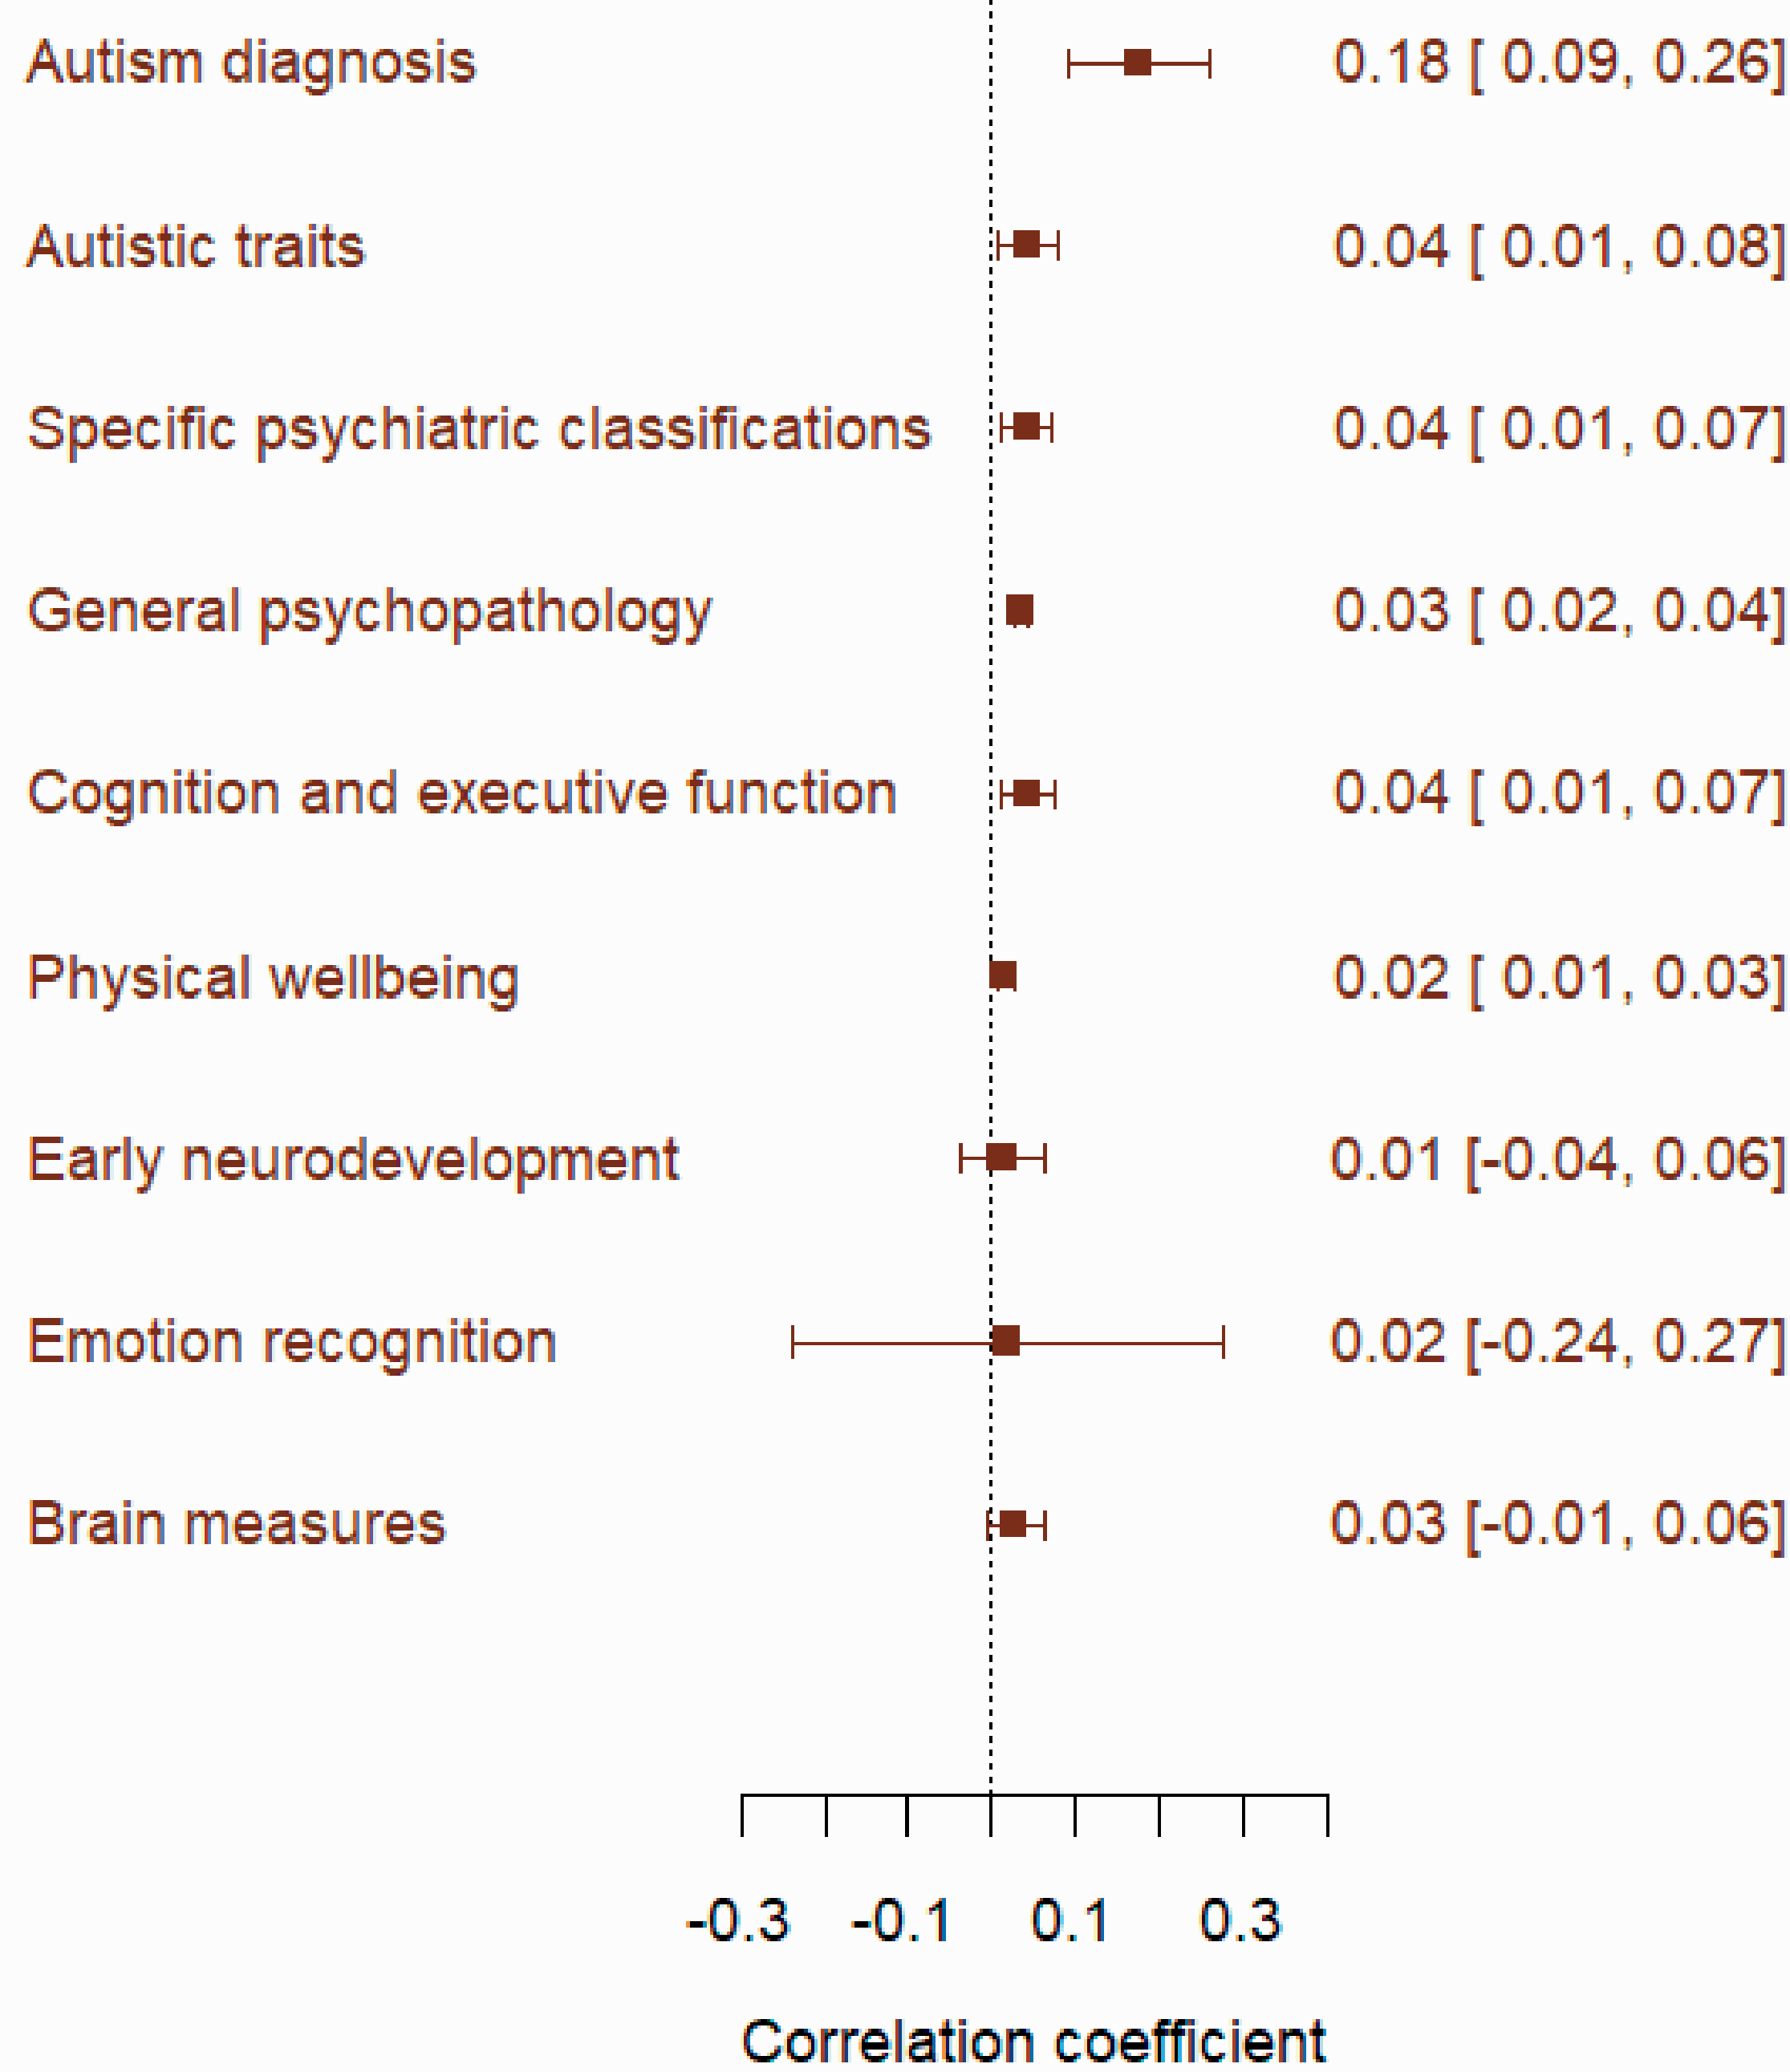 Autism diagnosis 0.18 [ 0.09, 0.26]
Autistic traits 0.04 [ 0.01, 0.08]
Specific psychiatric classifications 0.04 [ 0.01, 0.07]
General psychopathology 0.03 [ 0.02, 0.04]
Cognition and executive function 0.04 [ 0.01, 0.07]
Physical wellbeing 0.02 [ 0.01, 0.03]
Early neurodevelopment 0.01 [-0.04, 0.06]
Emotion recognition 0.02 [-0.24, 0.27]
Brain measures 0.03 [-0.01, 0.06]
-0.3 -0.1 0.1 0.3
Correlation coefficient